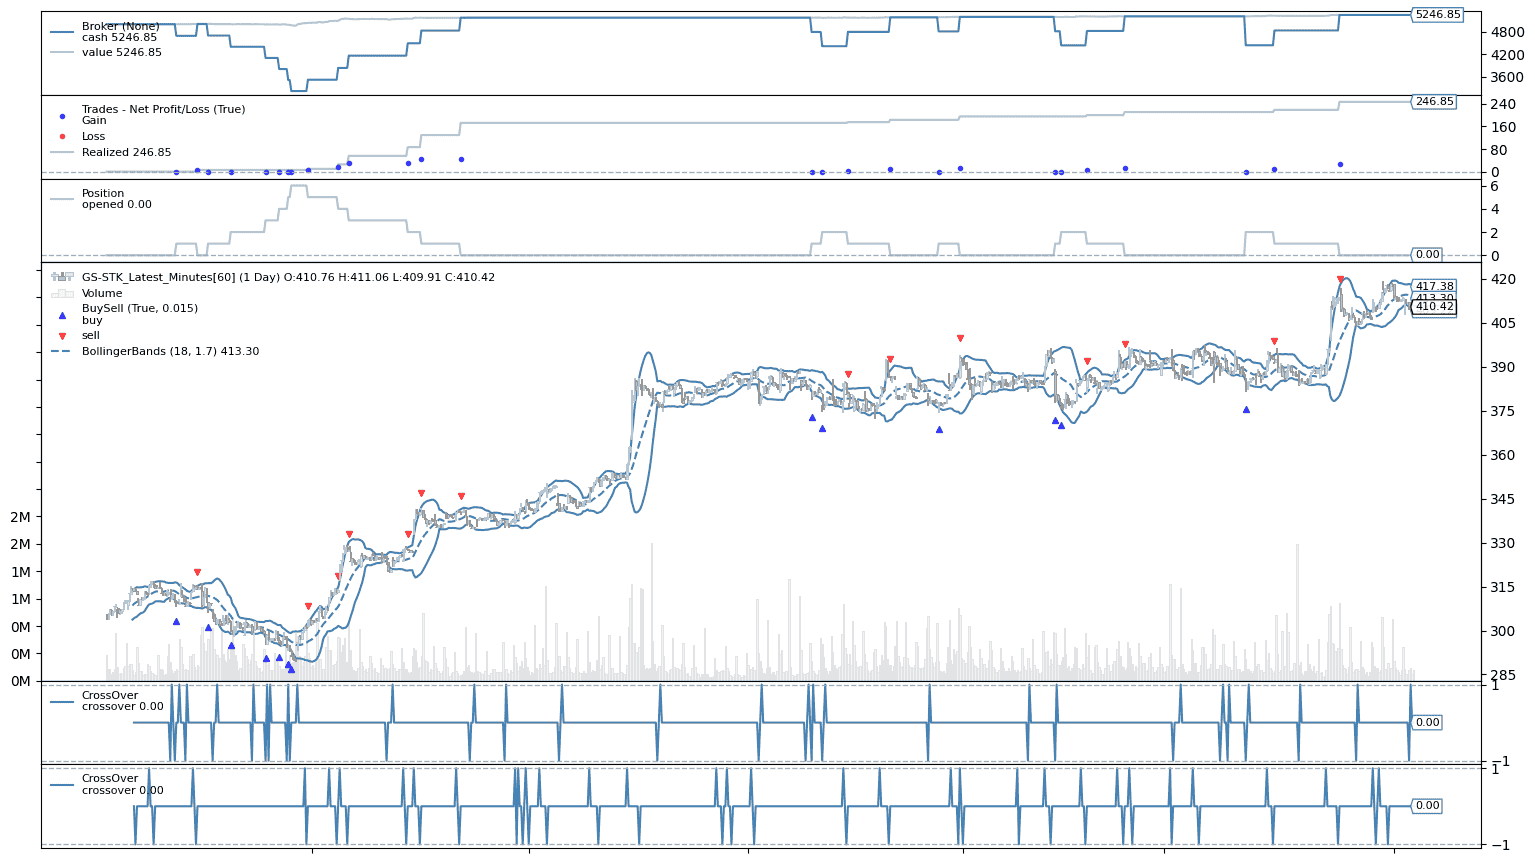 Broker (None)
cash 5246.85
value 5246.85
5246.85
4800
4200
3600
Trades - Net Profit/Loss (True)
Gain
Loss
Realized 246.85
246.85
240
160
80
0
Position
opened 0.00
0.00
6
4
2
0
GS-STK_Latest_Minutes[60] (1 Day) O:410.76 H:411.06 L:409.91 C:410.42
Volume
BuySell (True, 0.015)
buy
sell
BollingerBands (18, 1.7) 413.30
417.38
413.30
410.42
420
405
390
375
360
345
330
315
300
285
2M
2M
1M
1M
0M
0M
0M
CrossOver
crossover 0.00
0.00
1
−1
CrossOver
crossover 0.00
0.00
1
−1